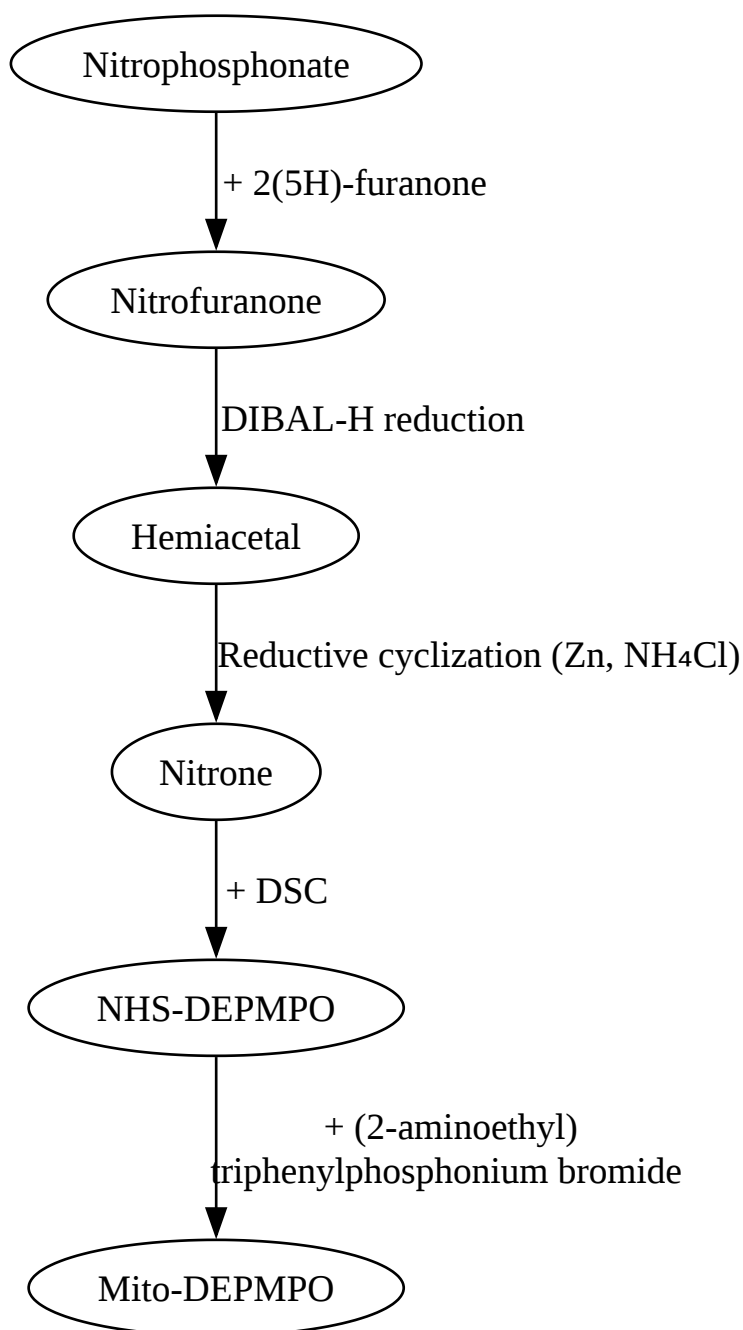 Nitrophosphonate
+ 2(5H)-furanone
Nitrofuranone
DIBAL-H reduction
Hemiacetal
Reductive cyclization (Zn, NH₄Cl)
Nitrone
+ DSC
NHS-DEPMPO
+ (2-aminoethyl)
triphenylphosphonium bromide
Mito-DEPMPO